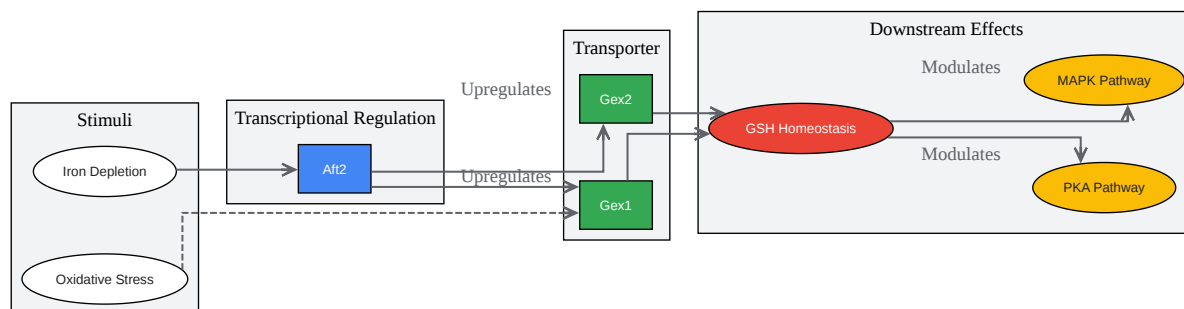 Stimuli
Iron Depletion
Oxidative Stress
Transcriptional Regulation
Aft2
Upregulates
Upregulates
Transporter
Gex2
Gex1
Downstream Effects
GSH Homeostasis
Modulates
Modulates
MAPK Pathway
PKA Pathway